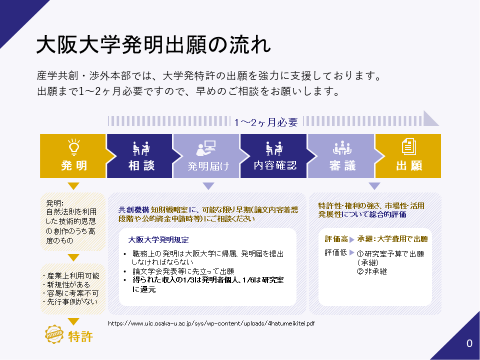 大阪大学発明出願の流れ
産学共創・渉外本部では、大学発特許の出願を強力に支援しております。
出願まで1〜2ヶ月必要ですので、早めのご相談をお願いします。
1〜2ヶ月必要
発明
相談
発明届け
内容確認
審議
出願
発明:
自然法則を利用
した技術的思想
の創作のうち高
度のもの
・産業上利用可能
・新規性がある
・容易に考案不可
・先行事例がない
特許
共創機構 知財戦略室に、可能な限り早期(論文内容着想
段階や公的資金申請時等)にご相談ください
大阪大学発明規定
• 職務上の発明は大阪大学に帰属、発明届を提出
しなければならない
• 論文学会発表等に先立って出願
• 得られた収入の1/3は発明者個人、1/6は研究室
に還元
特許性・権利の強さ、市場性・活用
発展性について総合的評価
評価高 承継：大学費用で出願
評価低 ①研究室予算で出願
（承継）
②非承継
https://www.uic.osaka-u.ac.jp/sys/wp-content/uploads/4hatumeikitei.pdf
0